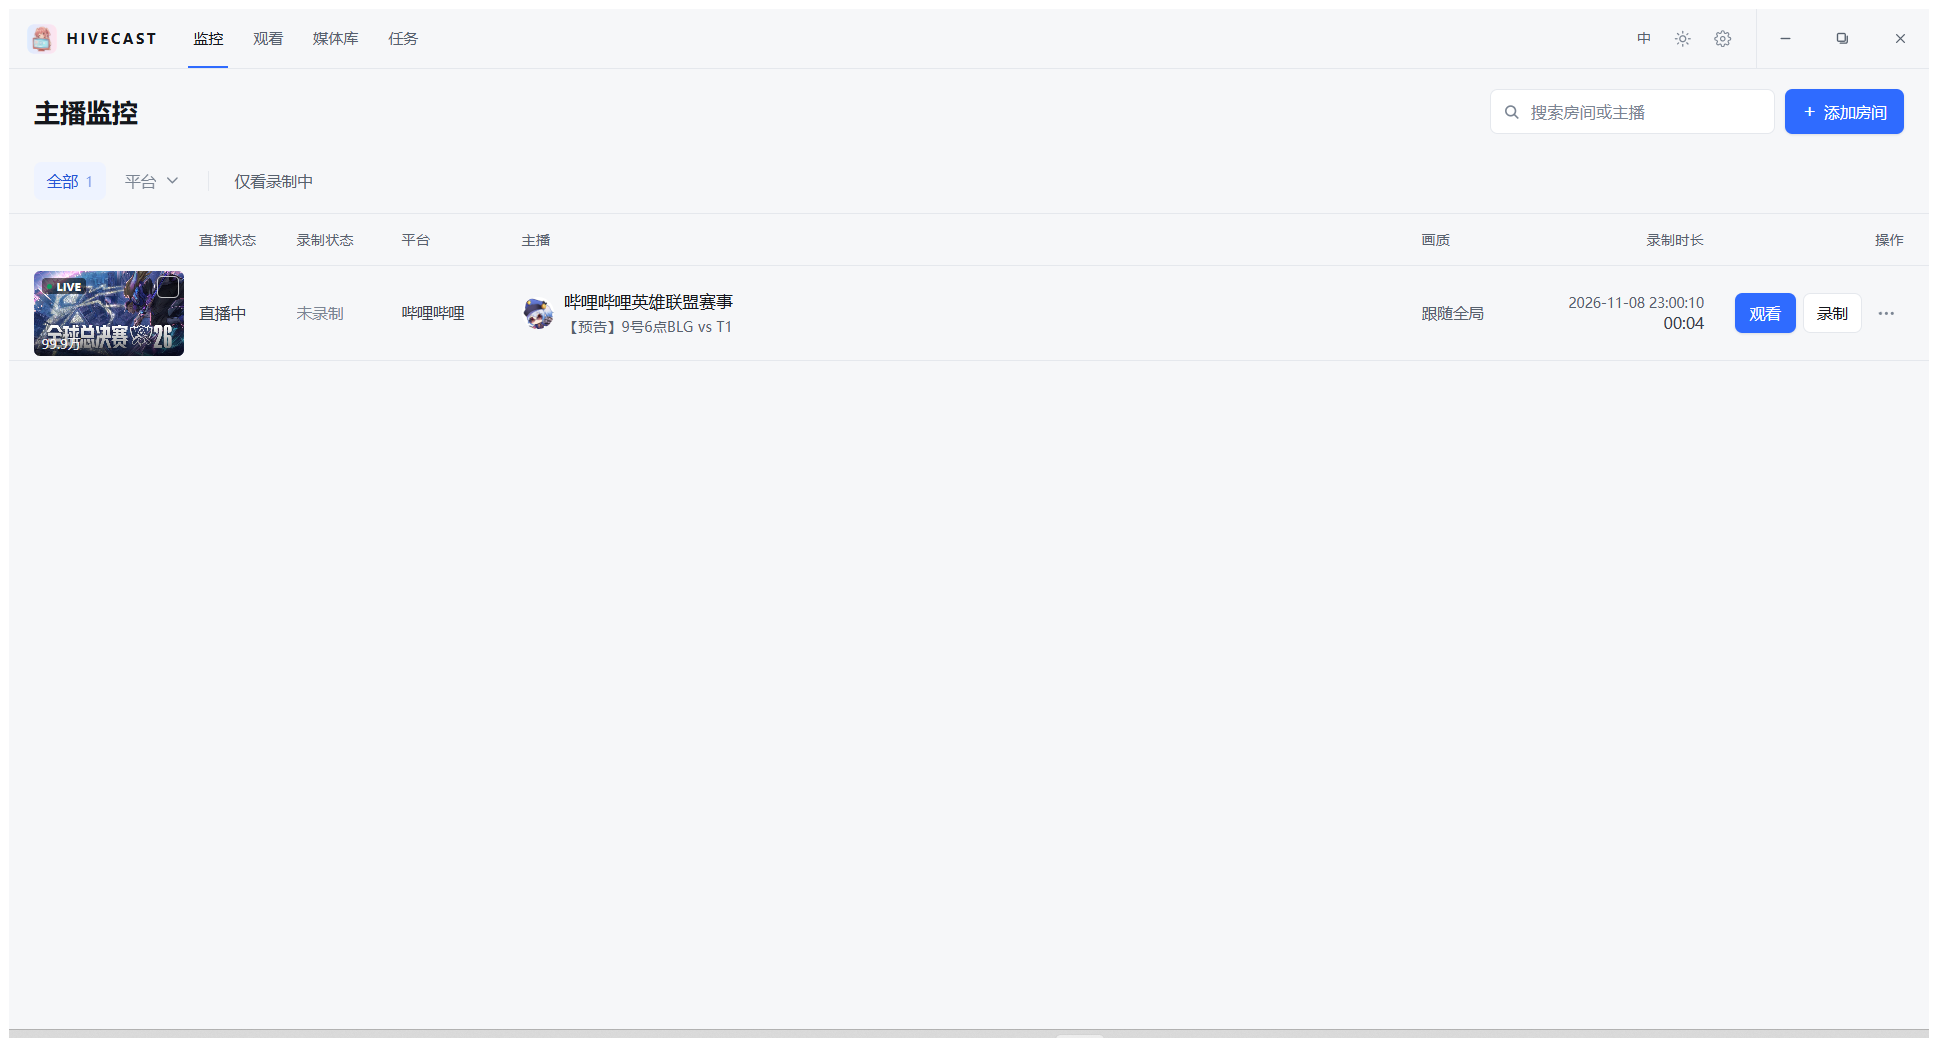 HIVECAST 监控 观看 媒体库 任务 中
主播监控
搜索房间或主播
+ 添加房间
全部 1 平台 仅看录制中
直播状态 录制状态 平台 主播 画质 录制时长 操作
LIVE
全球总决赛 26
99.9万
直播中 未录制 哔哩哔哩
哔哩哔哩英雄联盟赛事
【预告】9号6点BLG vs T1
跟随全局
2026-11-08 23:00:10
00:04
观看 录制